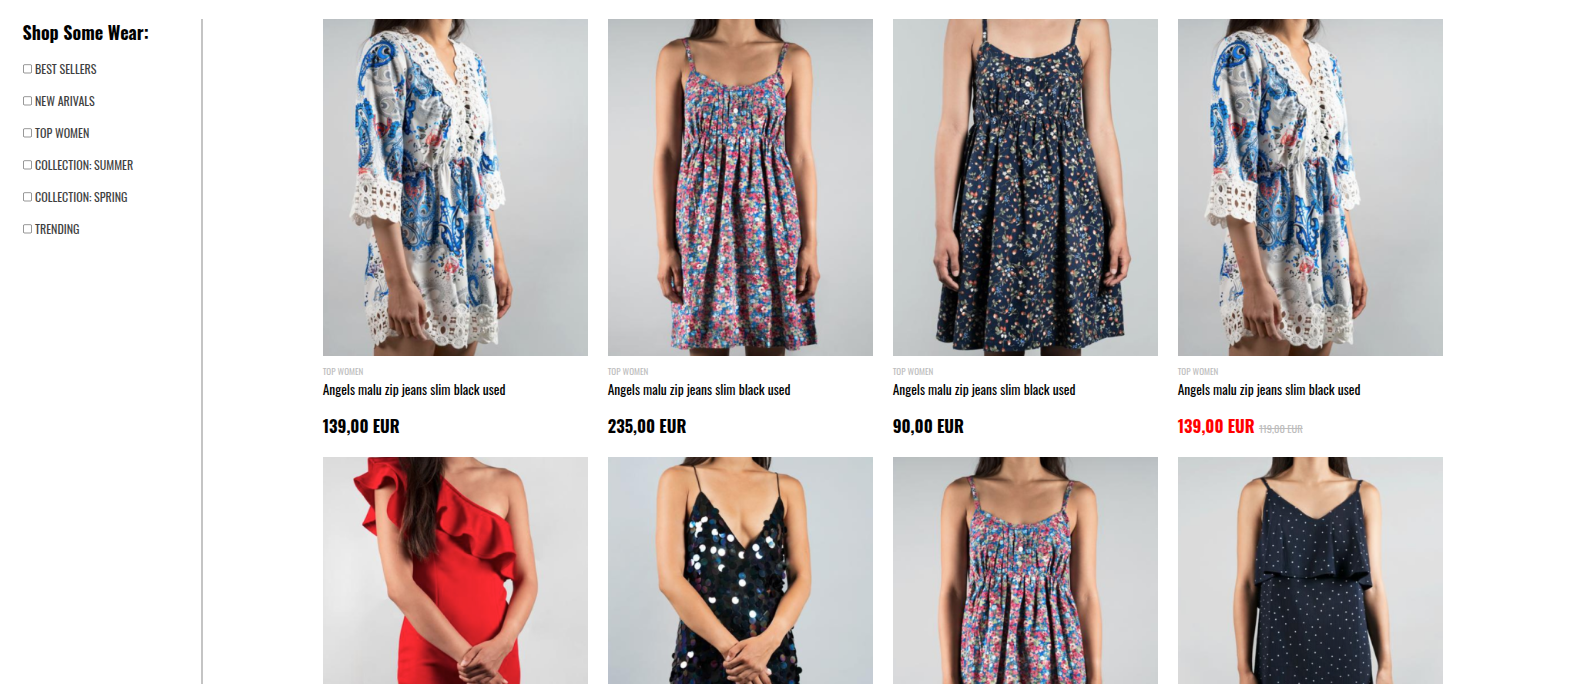 Shop Some Wear:
BEST SELLERS
NEW ARIVALS
TOP WOMEN
COLLECTION: SUMMER
COLLECTION: SPRING
TRENDING
TOP WOMEN
Angels malu zip jeans slim black used
139,00 EUR
TOP WOMEN
Angels malu zip jeans slim black used
235,00 EUR
TOP WOMEN
Angels malu zip jeans slim black used
90,00 EUR
TOP WOMEN
Angels malu zip jeans slim black used
139,00 EUR 119,00 EUR